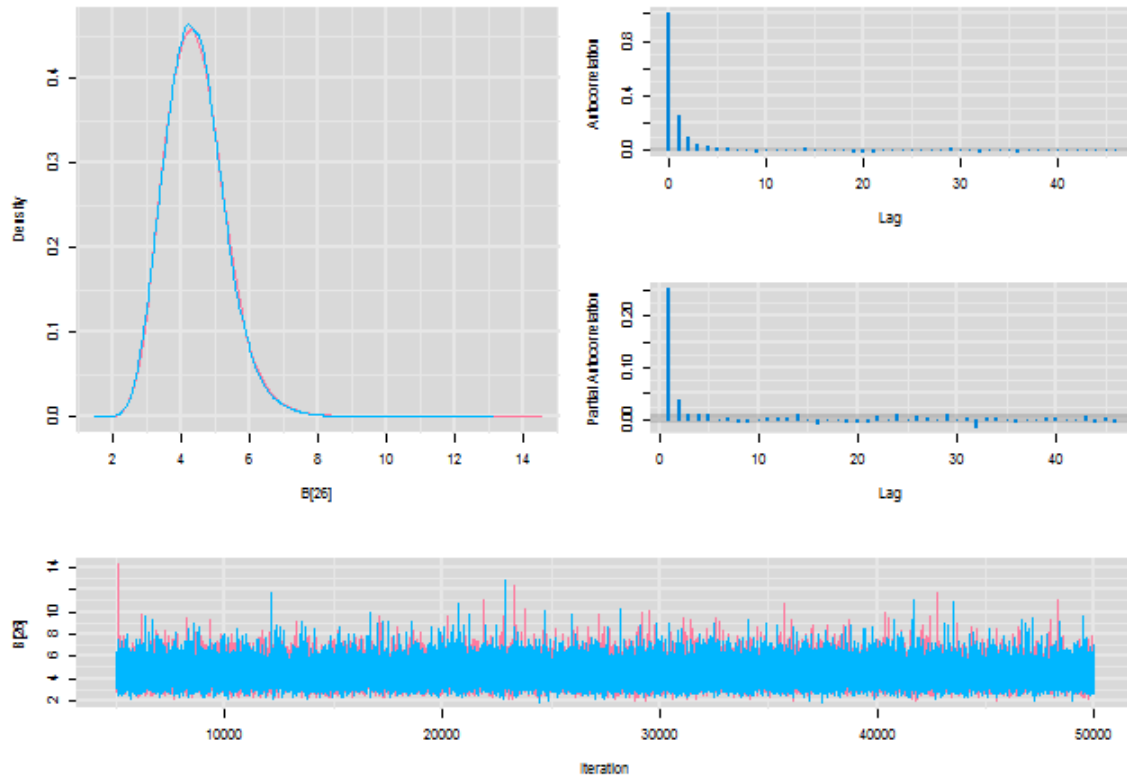 Density
0.0 0.1 0.2 0.3 0.4
2 4 6 8 10 12 14
B[26]
Autocorrelation
0.0 0.4 0.8
0 10 20 30 40
Lag
Partial Autocorrelation
0.00 0.10 0.20
0 10 20 30 40
Lag
B[26]
2 4 6 8 10 14
10000 20000 30000 40000 50000
Iteration